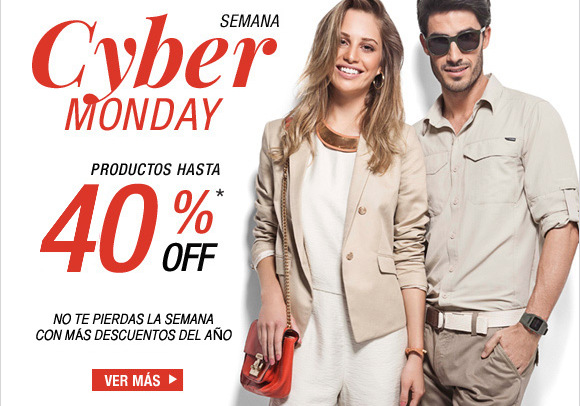 SEMANA
Cyber
MONDAY
PRODUCTOS HASTA
40%*
OFF
NO TE PIERDAS LA SEMANA
CON MÁS DESCUENTOS DEL AÑO
VER MÁS